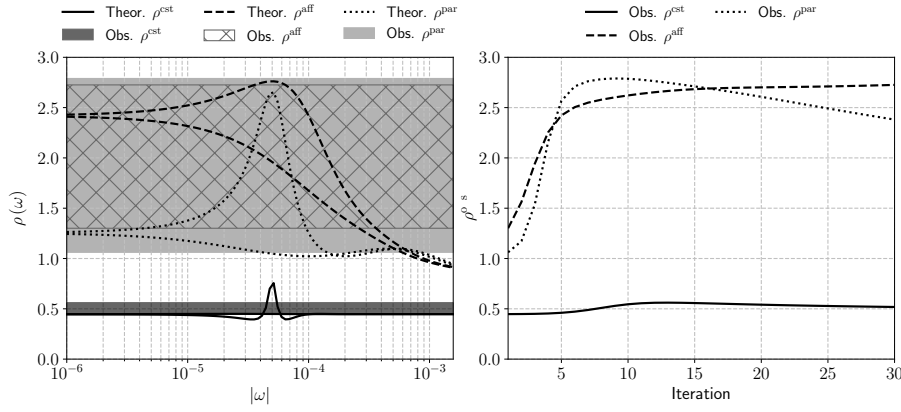 Theor. ρ^cst Theor. ρ^aff Theor. ρ^par
Obs. ρ^cst Obs. ρ^aff Obs. ρ^par
3.0
2.5
2.0
1.5
1.0
0.5
0.0
ρ(ω)
10⁻⁶ 10⁻⁵ 10⁻⁴ 10⁻³
|ω|
Obs. ρ^cst Obs. ρ^par
Obs. ρ^aff
3.0
2.5
2.0
1.5
1.0
0.5
0.0
ρ^o s
5 10 15 20 25 30
Iteration